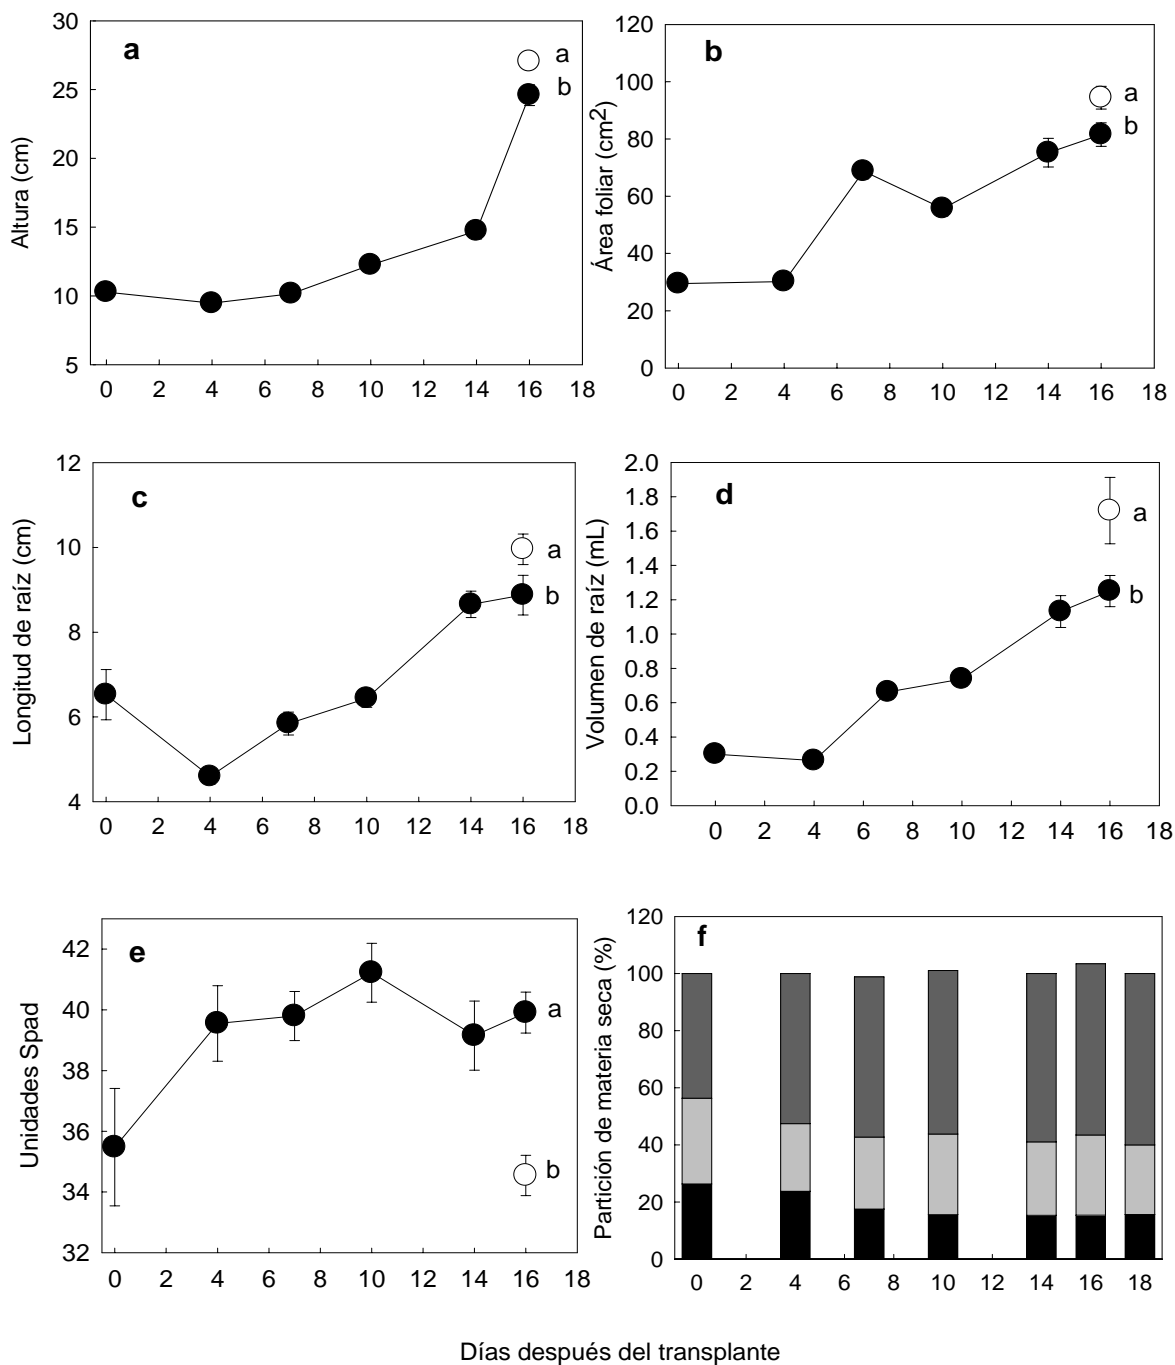 a
Altura (cm)
30
25
20
15
10
5
a
b
0 2 4 6 8 10 12 14 16 18
b
Área foliar (cm2)
120
100
80
60
40
20
0
a
b
0 2 4 6 8 10 12 14 16 18
c
Longitud de raíz (cm)
12
10
8
6
4
a
b
0 2 4 6 8 10 12 14 16 18
d
Volumen de raíz (mL)
2.0
1.8
1.6
1.4
1.2
1.0
0.8
0.6
0.4
0.2
0.0
a
b
0 2 4 6 8 10 12 14 16 18
e
Unidades Spad
42
40
38
36
34
32
a
b
0 2 4 6 8 10 12 14 16 18
f
Partición de materia seca (%)
120
100
80
60
40
20
0
0 2 4 6 8 10 12 14 16 18
Días después del transplante